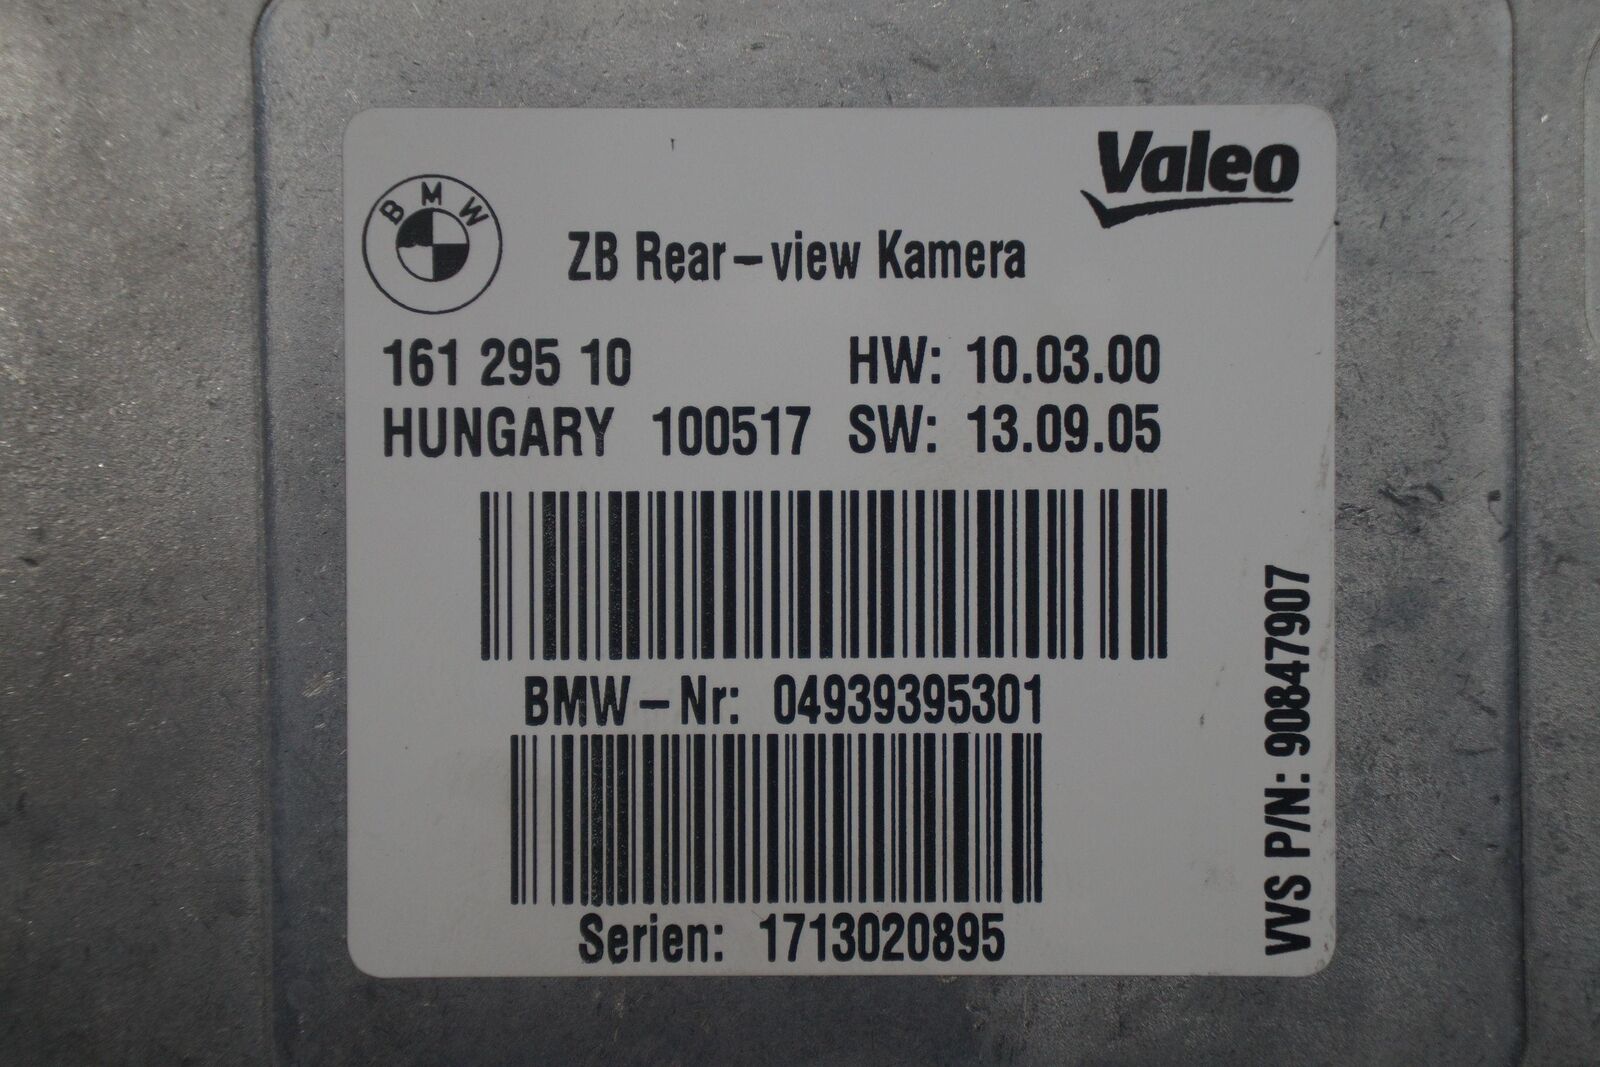 Valeo
BMW
ZB Rear-view Kamera
161 295 10 HW: 10.03.00
HUNGARY 100517 SW: 13.09.05
BMW-Nr: 04939395301
Serien: 1713020895
VVS P/N: 90847907